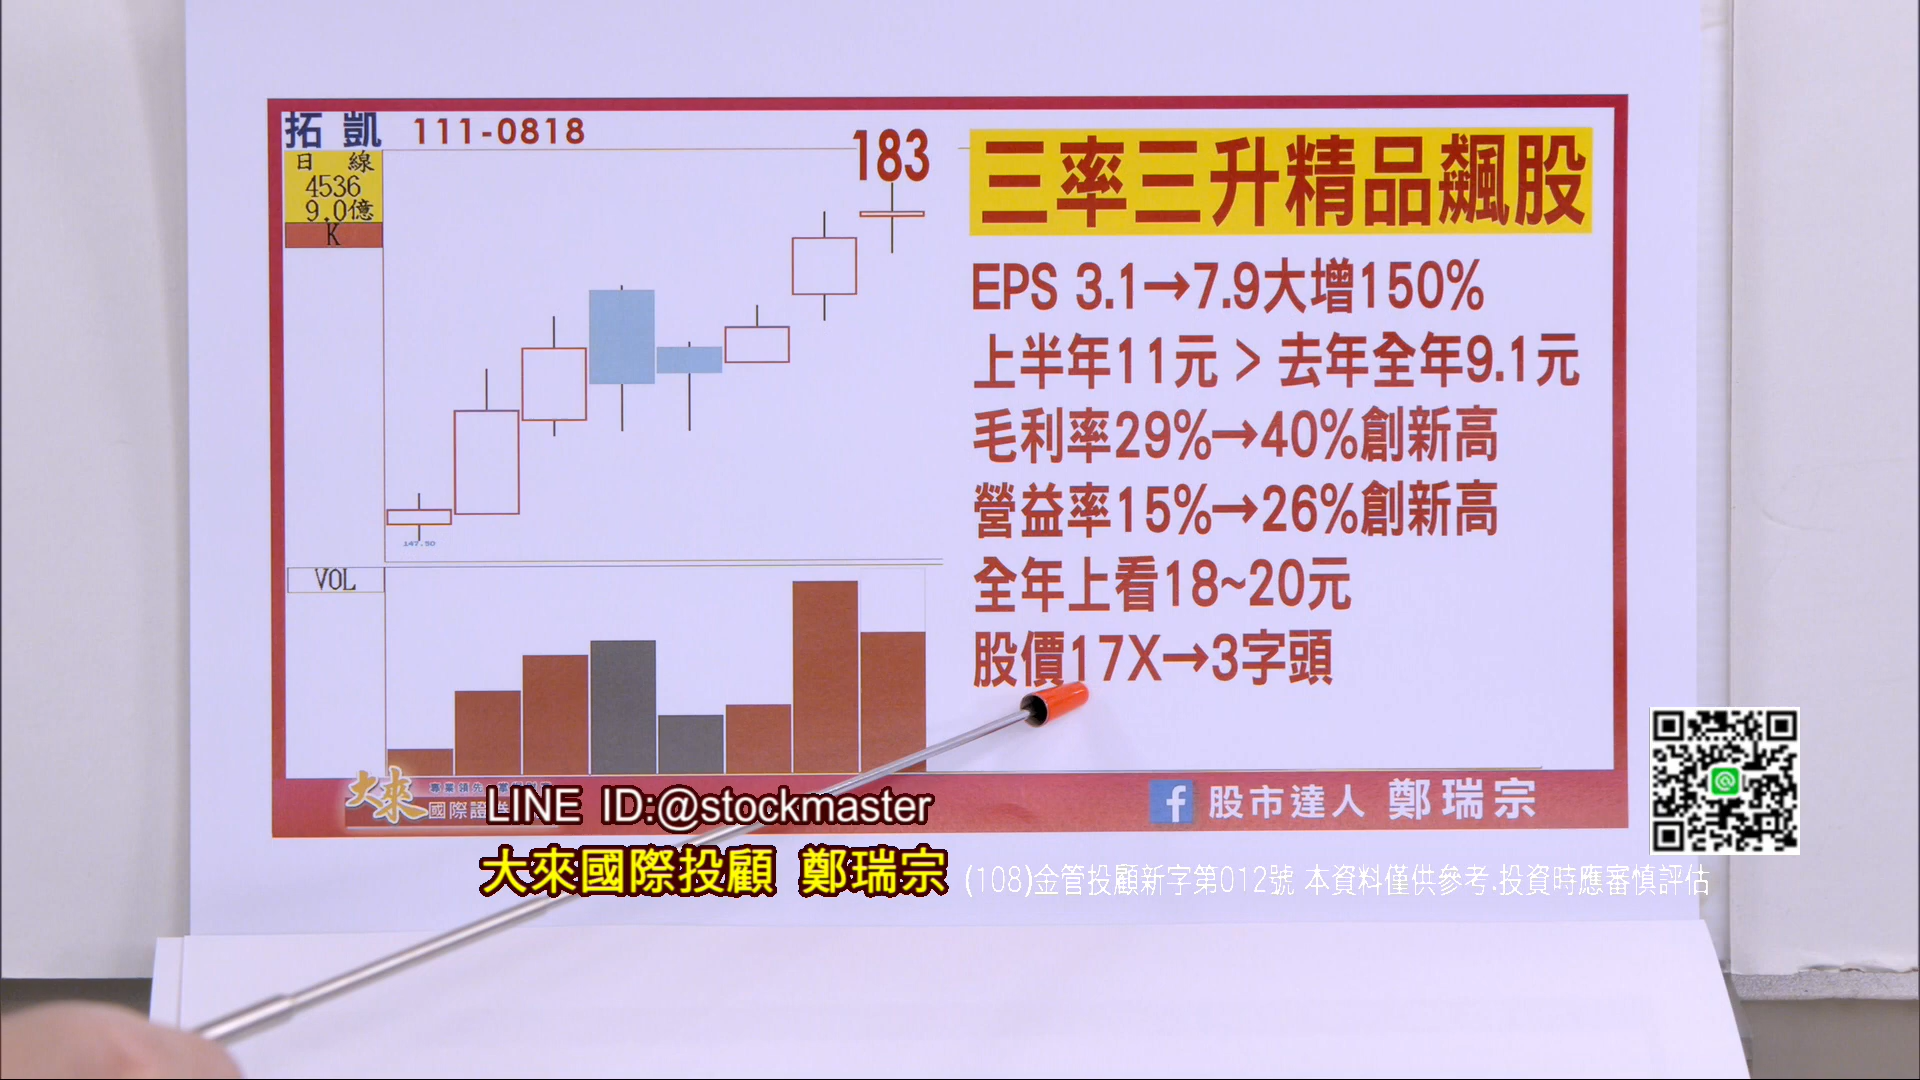 拓凱 111-0818
日線
4536
9.0億
K
183
147.50
VOL
三率三升精品飆股
EPS 3.1→7.9大增150%
上半年11元 > 去年全年9.1元
毛利率29%→40%創新高
營益率15%→26%創新高
全年上看18~20元
股價17X→3字頭
大來
國際證
股市達人 鄭瑞宗
LINE ID:@stockmaster
大來國際投顧 鄭瑞宗
(108)金管投顧新字第012號 本資料僅供參考.投資時應審慎評估